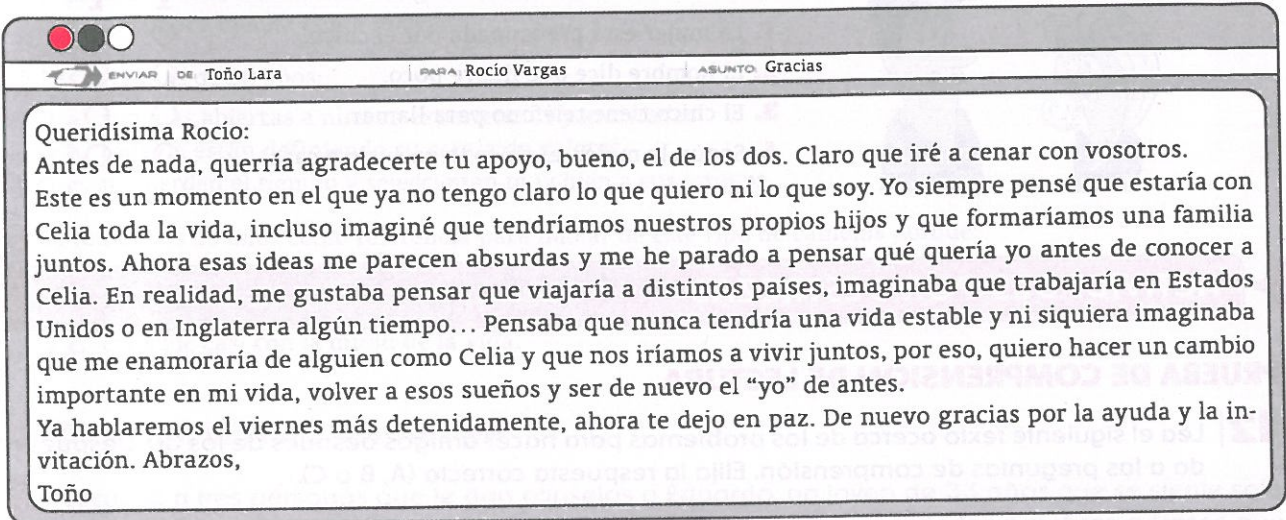 ENVIAR DE: Toño Lara PARA: Rocío Vargas ASUNTO: Gracias
Queridísima Rocío:
Antes de nada, querría agradecerte tu apoyo, bueno, el de los dos. Claro que iré a cenar con vosotros.
Este es un momento en el que ya no tengo claro lo que quiero ni lo que soy. Yo siempre pensé que estaría con
Celia toda la vida, incluso imaginé que tendríamos nuestros propios hijos y que formaríamos una familia
juntos. Ahora esas ideas me parecen absurdas y me he parado a pensar qué quería yo antes de conocer a
Celia. En realidad, me gustaba pensar que viajaría a distintos países, imaginaba que trabajaría en Estados
Unidos o en Inglaterra algún tiempo... Pensaba que nunca tendría una vida estable y ni siquiera imaginaba
que me enamoraría de alguien como Celia y que nos iríamos a vivir juntos, por eso, quiero hacer un cambio
importante en mi vida, volver a esos sueños y ser de nuevo el “yo” de antes.
Ya hablaremos el viernes más detenidamente, ahora te dejo en paz. De nuevo gracias por la ayuda y la in-
vitación. Abrazos,
Toño